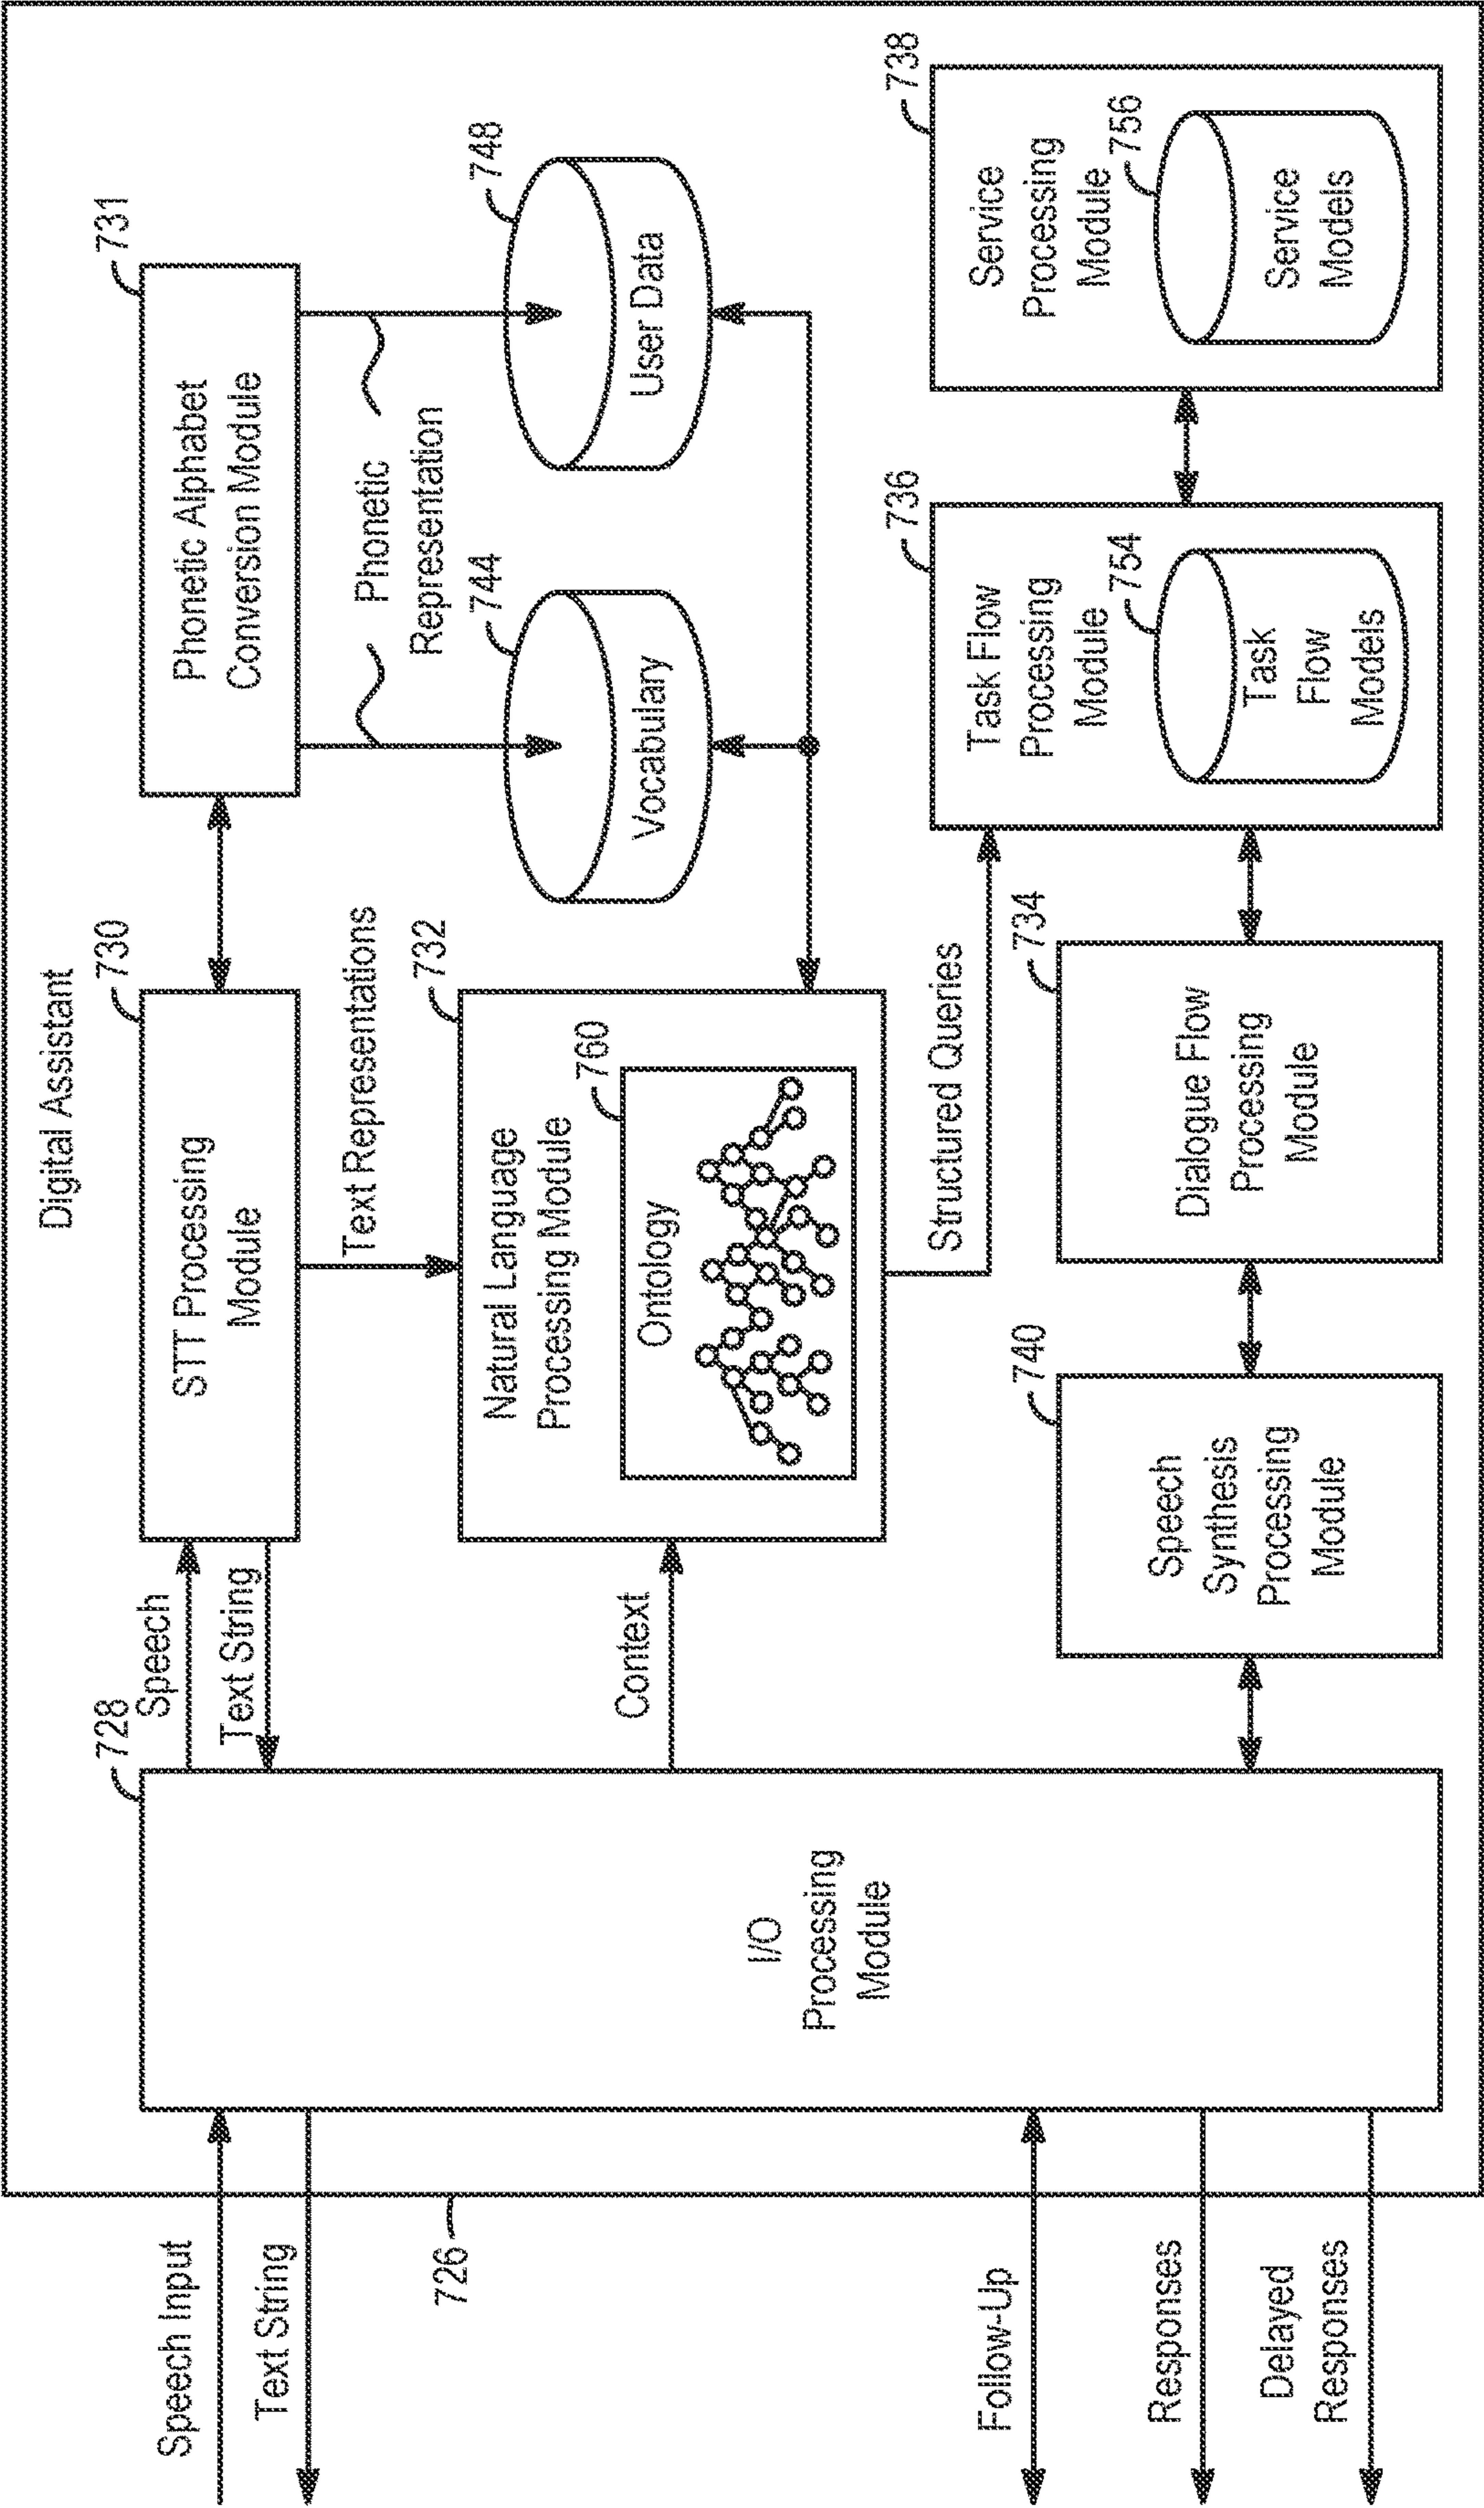 Digital Assistant
Speech Input
Text String
726
Follow-Up
Responses
Delayed
Responses
728
I/O
Processing
Module
Speech
Text String
Context
730
STT Processing
Module
Text Representations
732
Natural Language
Processing Module
760
Ontology
Structured Queries
731
Phonetic Alphabet
Conversion Module
Phonetic
Representation
744
Vocabulary
748
User Data
740
Speech
Synthesis
Processing
Module
734
Dialogue Flow
Processing
Module
736
Task Flow
Processing
Module
754
Task
Flow
Models
738
Service
Processing
Module
756
Service
Models